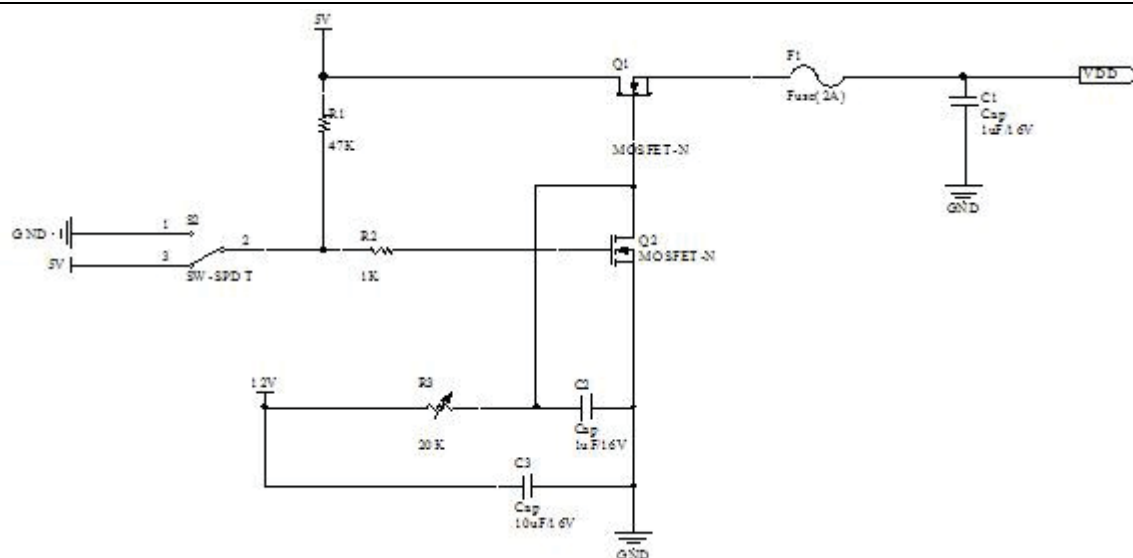 5V
Q1
F1
VDD
Fuse(2A)
C1
Cap
1uF/16V
R1
47K
MOSFET-N
GND
GND
1
S2
2
R2
Q2
MOSFET-N
5V
3
SW-SPDT
1K
12V
R3
C2
20K
Cap
1uF/16V
C3
Cap
10uF/16V
GND